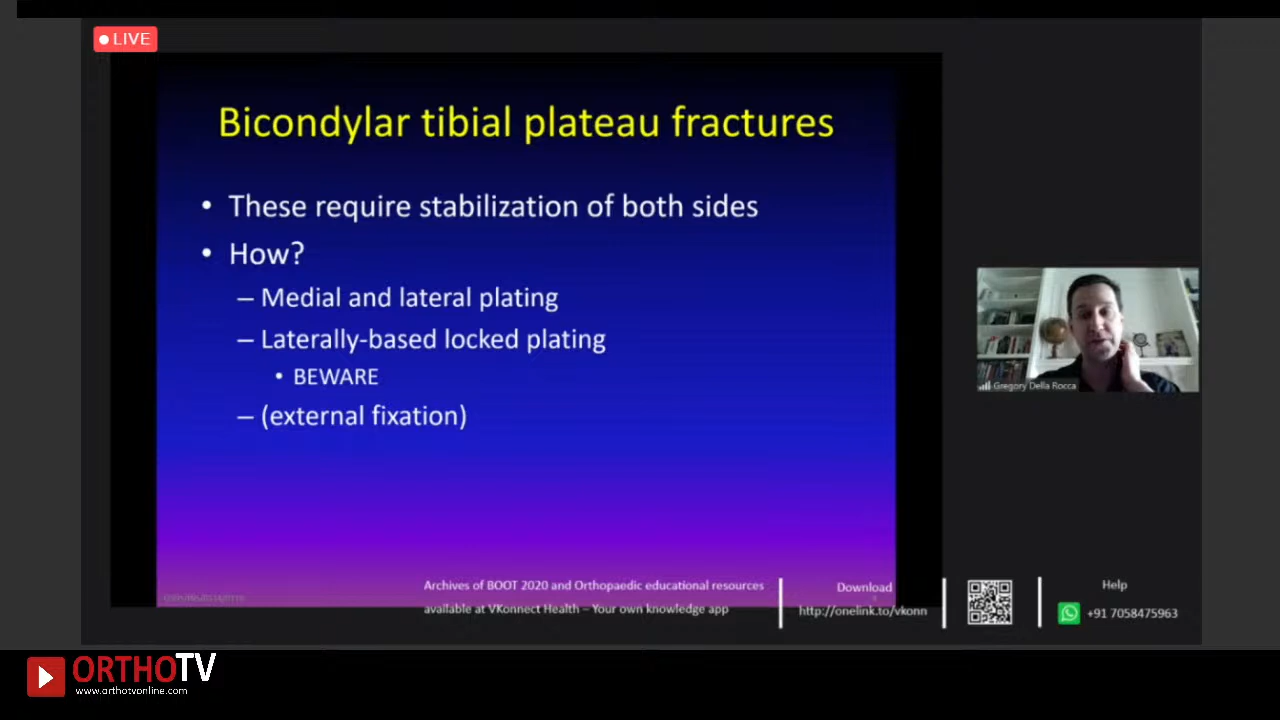 LIVE
Bicondylar tibial plateau fractures
• These require stabilization of both sides
• How?
– Medial and lateral plating
– Laterally-based locked plating
• BEWARE
– (external fixation)
Gregory Della Rocca
Archives of BOOT 2020 and Orthopaedic educational resources
available at VKonnect Health – Your own knowledge app
Download
http://onelink.to/vkonn
Help
+91 7058475963
ORTHOTV
www.orthotvonline.com